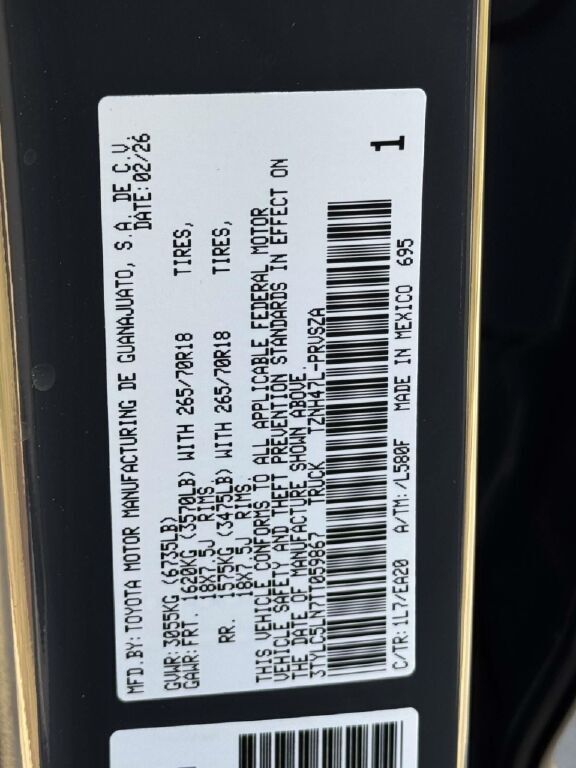 MFD.BY: TOYOTA MOTOR MANUFACTURING DE GUANAJUATO, S.A. DE C.V.
DATE: 02/26
GVWR: 3055KG (6735LB)
GAWR: FRT. 1620KG (3570LB) WITH 265/70R18 TIRES,
18X7.5J RIMS
RR. 1575KG (3475LB) WITH 265/70R18 TIRES,
18X7.5J RIMS.
THIS VEHICLE CONFORMS TO ALL APPLICABLE FEDERAL MOTOR
VEHICLE SAFETY AND THEFT PREVENTION STANDARDS IN EFFECT ON
THE DATE OF MANUFACTURE SHOWN ABOVE.
3TYLC5LN7TT059867 TRUCK TZNH47L-PRVSZA
C/TR: 1L7/EA20 A/TM: /L580F MADE IN MEXICO 695
1